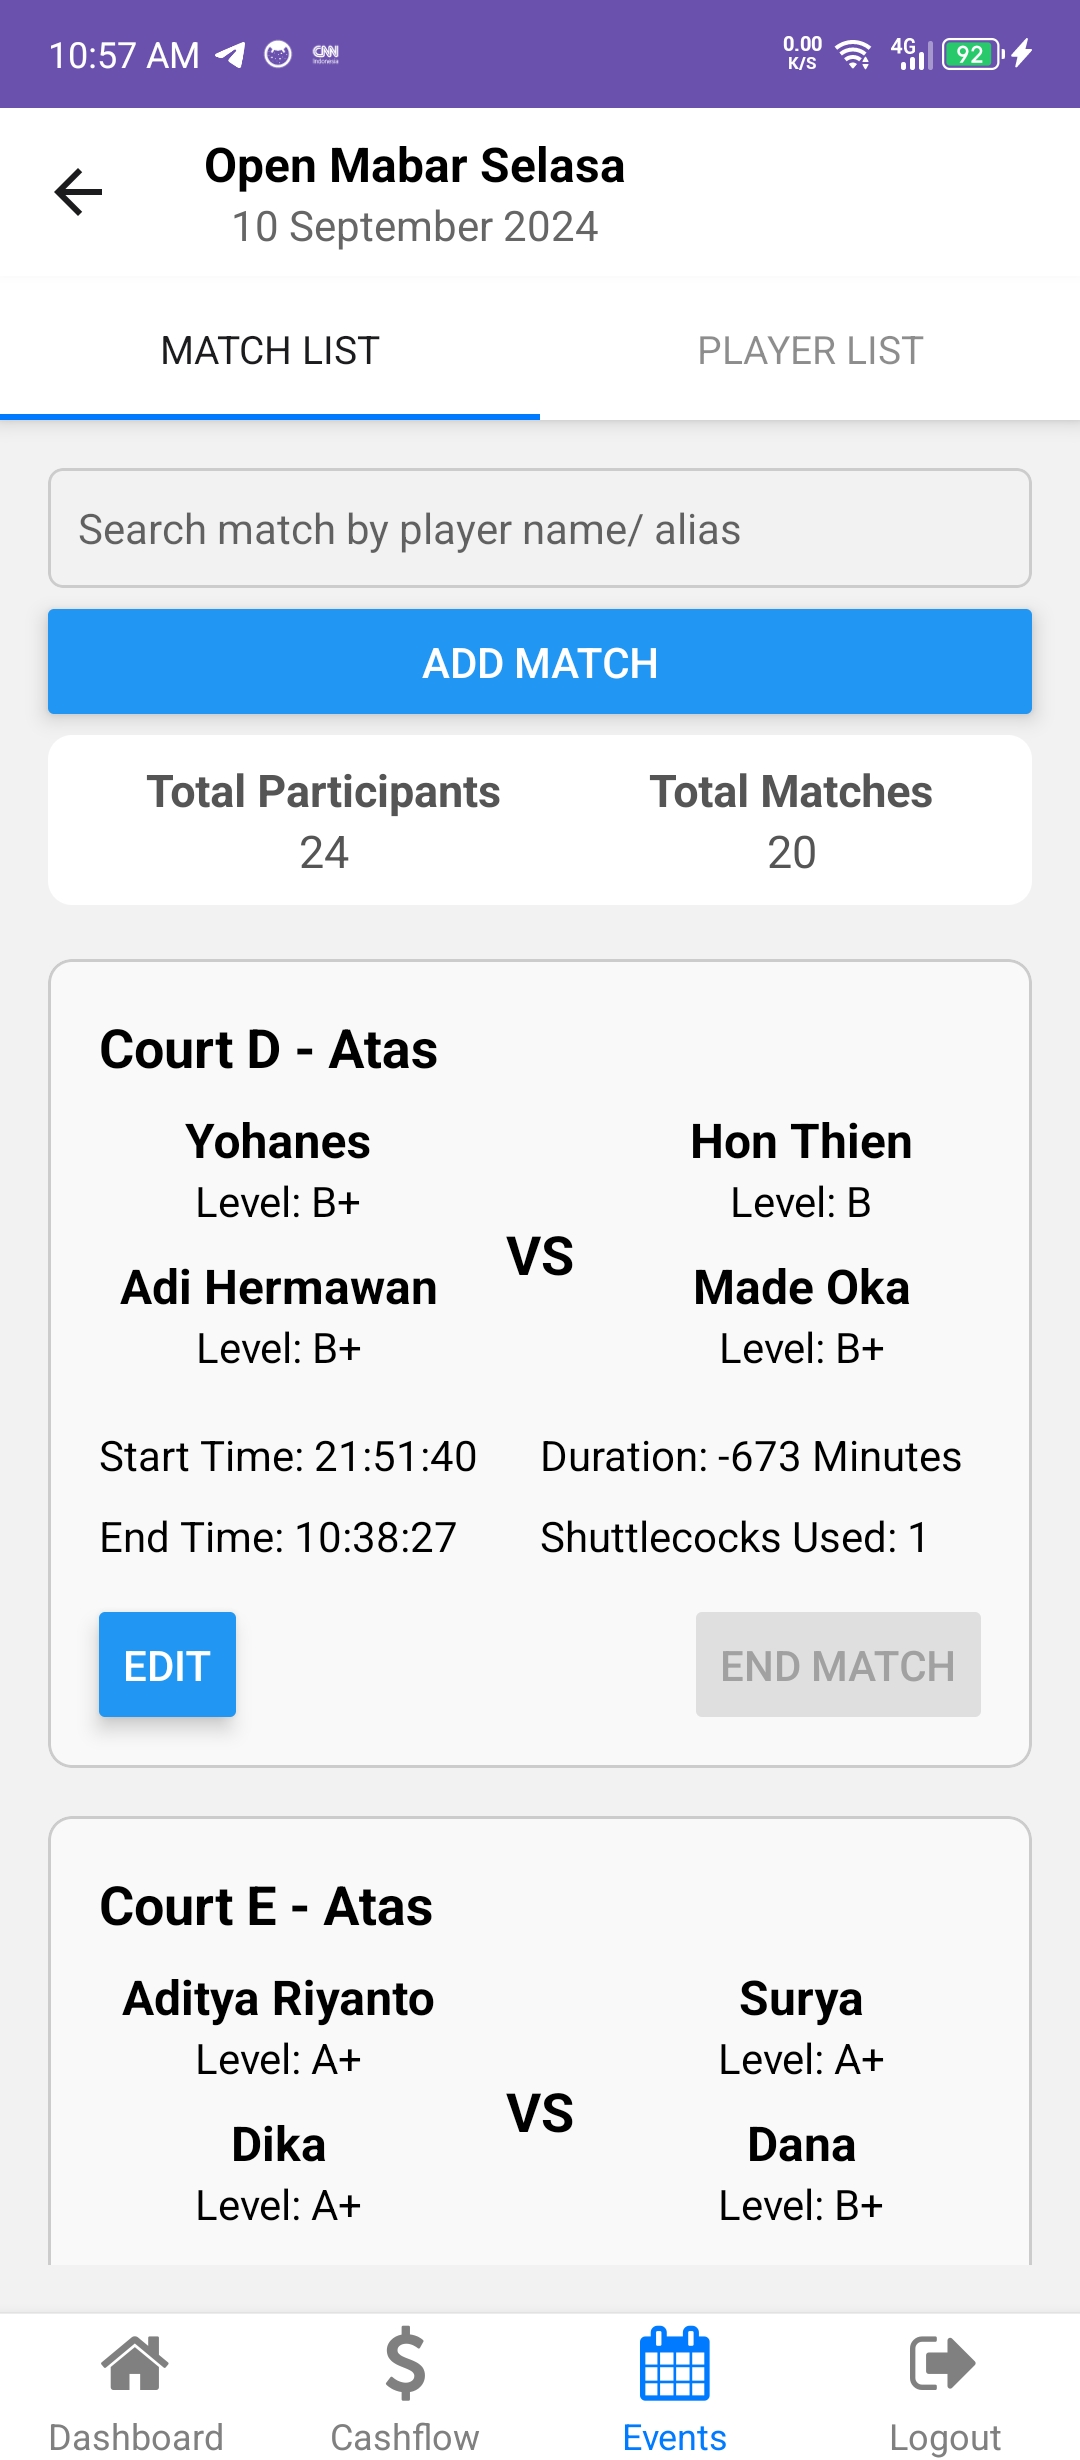 10:57 AM CNN Indonesia 0.00 K/S 4G 92
Open Mabar Selasa
10 September 2024
MATCH LIST PLAYER LIST
Search match by player name/ alias
ADD MATCH
Total Participants Total Matches
24 20
Court D - Atas
Yohanes Hon Thien
Level: B+ Level: B
VS
Adi Hermawan Made Oka
Level: B+ Level: B+
Start Time: 21:51:40 Duration: -673 Minutes
End Time: 10:38:27 Shuttlecocks Used: 1
EDIT END MATCH
Court E - Atas
Aditya Riyanto Surya
Level: A+ Level: A+
VS
Dika Dana
Level: A+ Level: B+
Dashboard Cashflow Events Logout